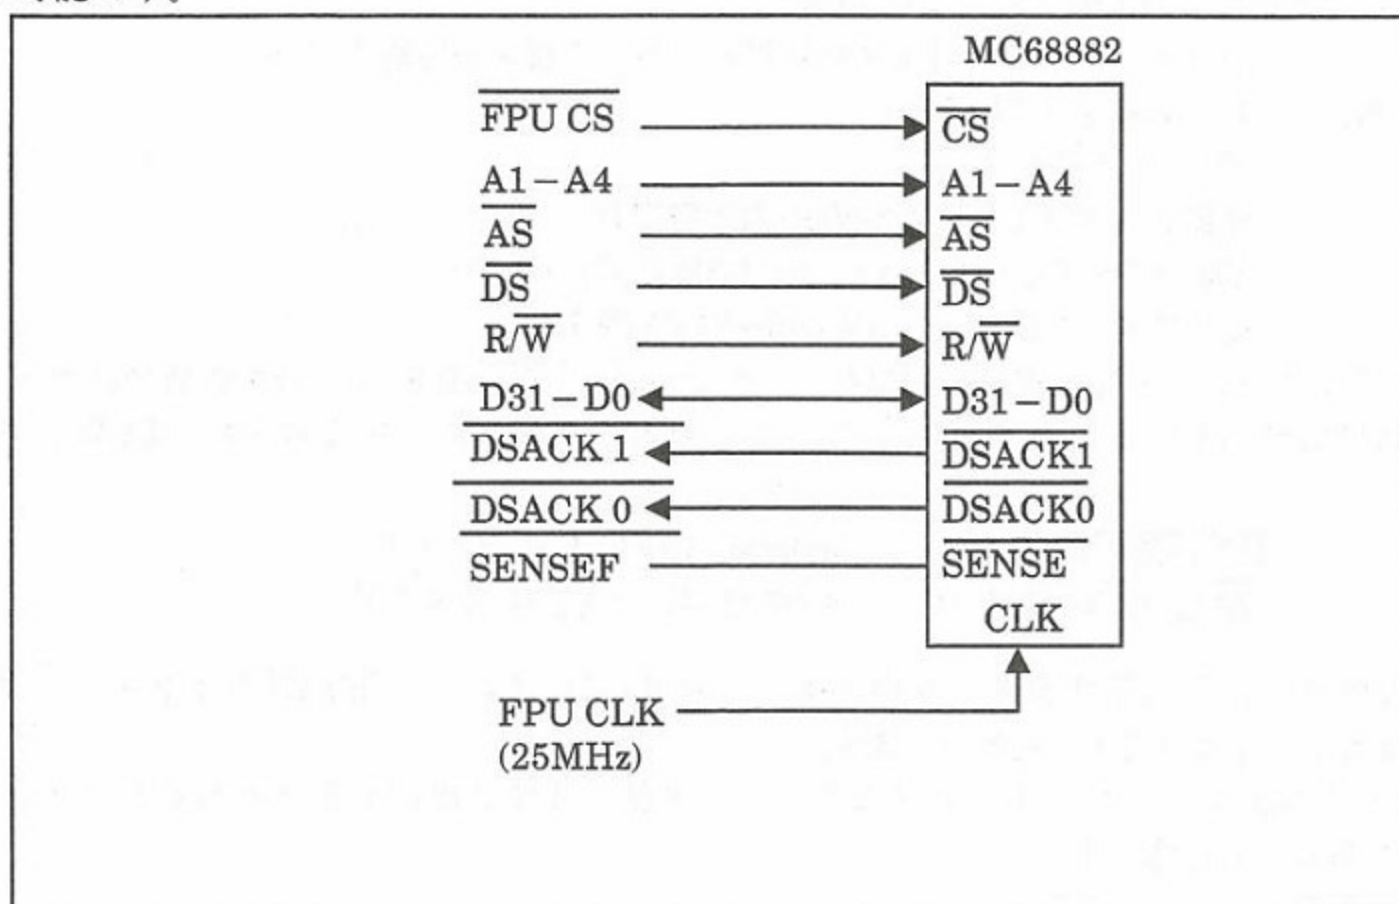 MC68882
FPU CS CS
A1-A4 A1-A4
AS AS
DS DS
R/W R/W
D31-D0 D31-D0
DSACK 1 DSACK1
DSACK 0 DSACK0
SENSEF SENSE
CLK
FPU CLK
(25MHz)